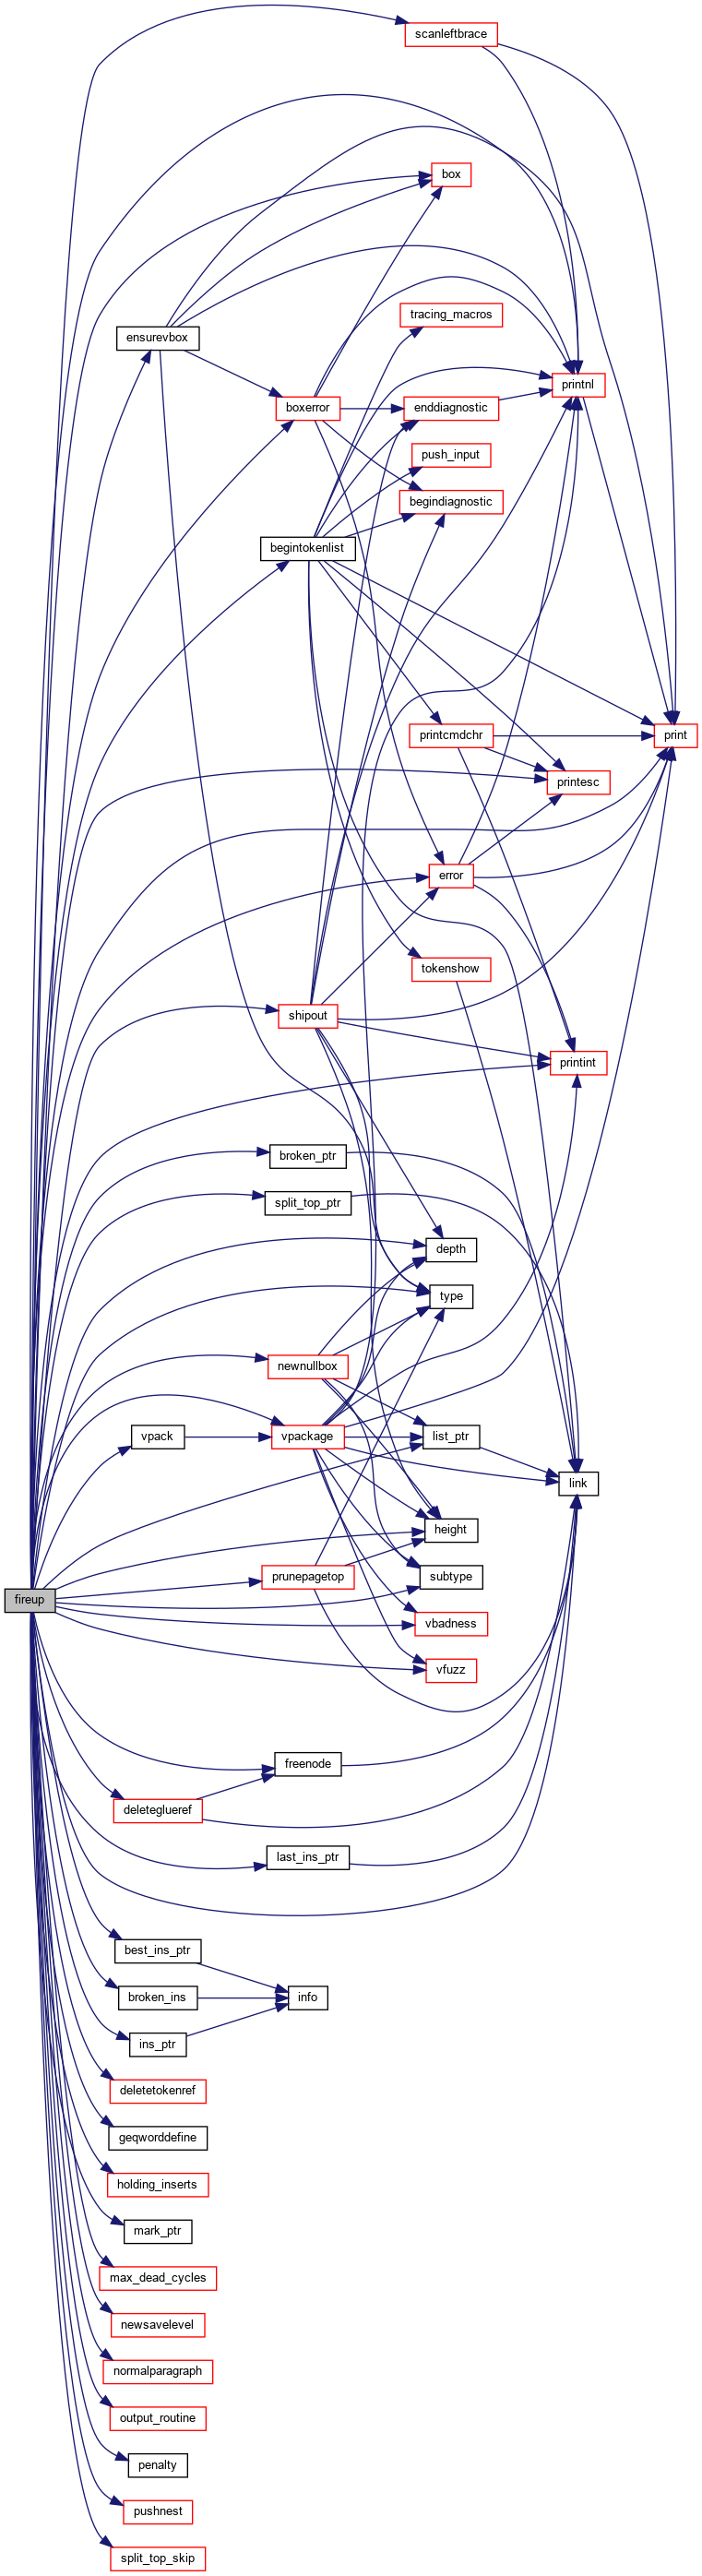 scanleftbrace
box
tracing_macros
ensurevbox
printnl
boxerror
enddiagnostic
push_input
begindiagnostic
begintokenlist
printcmdchr
print
printesc
error
tokenshow
shipout
printint
broken_ptr
split_top_ptr
depth
type
newnullbox
vpack
vpackage
list_ptr
link
height
prunepagetop
subtype
fireup
vbadness
vfuzz
freenode
deleteglueref
last_ins_ptr
best_ins_ptr
broken_ins
info
ins_ptr
deletetokenref
geqworddefine
holding_inserts
mark_ptr
max_dead_cycles
newsavelevel
normalparagraph
output_routine
penalty
pushnest
split_top_skip